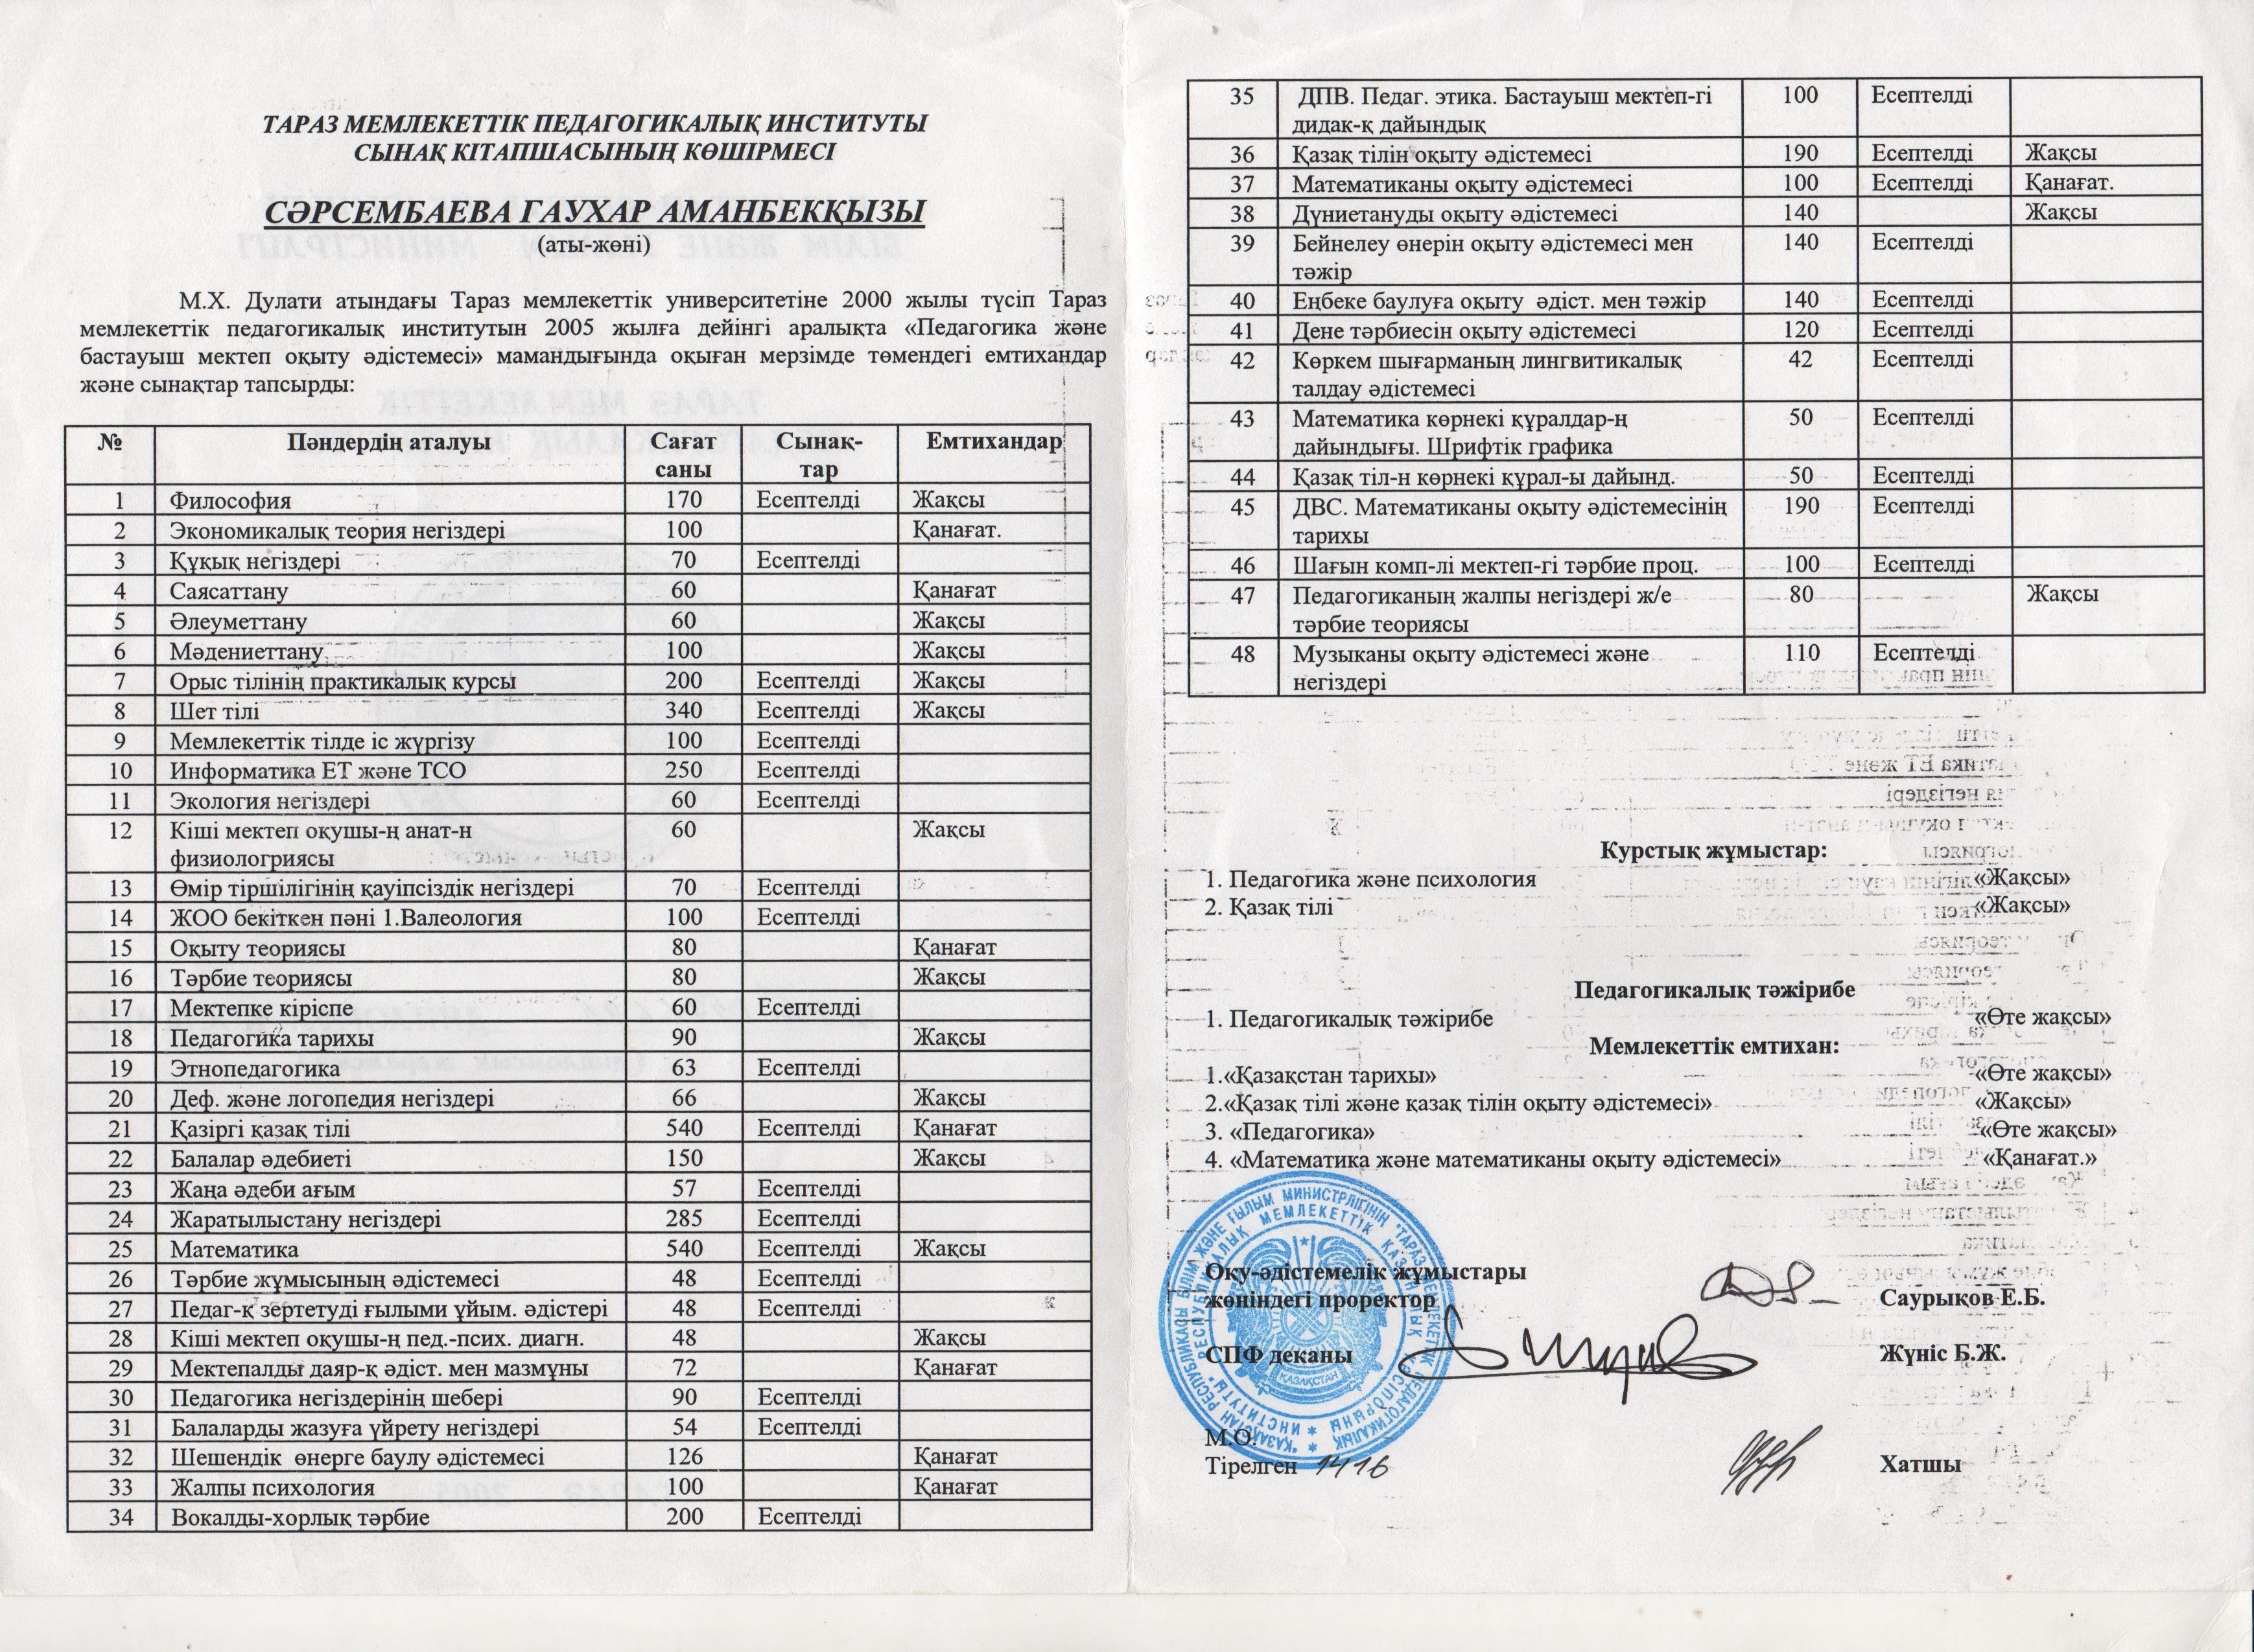 ТАРАЗ МЕМЛЕКЕТТІК ПЕДАГОГИКАЛЫҚ ИНСТИТУТЫ
СЫНАҚ КІТАПШАСЫНЫҢ КӨШІРМЕСІ
СӘРСЕМБАЕВА ГАУХАР АМАНБЕКҚЫЗЫ
(аты-жөні)
М.Х. Дулати атындағы Тараз мемлекеттік университетіне 2000 жылы түсіп Тараз
мемлекеттік педагогикалық институтын 2005 жылға дейінгі аралықта «Педагогика және
бастауыш мектеп оқыту әдістемесі» мамандығында оқыған мерзімде төмендегі емтихандар
және сынақтар тапсырды:
№ Пәндердің аталуы Сағат Сынақ- Емтихандар
саны тар
1 Философия 170 Есептелді Жақсы
2 Экономикалық теория негіздері 100 Қанағат.
3 Құқық негіздері 70 Есептелді
4 Саясаттану 60 Қанағат
5 Әлеуметтану 60 Жақсы
6 Мәдениеттану 100 Жақсы
7 Орыс тілінің практикалық курсы 200 Есептелді Жақсы
8 Шет тілі 340 Есептелді Жақсы
9 Мемлекеттік тілде іс жүргізу 100 Есептелді
10 Информатика ЕТ және ТСО 250 Есептелді
11 Экология негіздері 60 Есептелді
12 Кіші мектеп оқушы-ң анат-н 60 Жақсы
физиологриясы
13 Өмір тіршілігінің қауіпсіздік негіздері 70 Есептелді
14 ЖОО бекіткен пәні 1.Валеология 100 Есептелді
15 Оқыту теориясы 80 Қанағат
16 Тәрбие теориясы 80 Жақсы
17 Мектепке кіріспе 60 Есептелді
18 Педагогика тарихы 90 Жақсы
19 Этнопедагогика 63 Есептелді
20 Деф. және логопедия негіздері 66 Жақсы
21 Қазіргі қазақ тілі 540 Есептелді Қанағат
22 Балалар әдебиеті 150 Жақсы
23 Жаңа әдеби ағым 57 Есептелді
24 Жаратылыстану негіздері 285 Есептелді
25 Математика 540 Есептелді Жақсы
26 Тәрбие жұмысының әдістемесі 48 Есептелді
27 Педаг-қ зертетуді ғылыми ұйым. әдістері 48 Есептелді
28 Кіші мектеп оқушы-ң пед.-псих. диагн. 48 Жақсы
29 Мектепалды даяр-қ әдіст. мен мазмұны 72 Қанағат
30 Педагогика негіздерінің шебері 90 Есептелді
31 Балаларды жазуға үйрету негіздері 54 Есептелді
32 Шешендік өнерге баулу әдістемесі 126 Қанағат
33 Жалпы психология 100 Қанағат
34 Вокалды-хорлық тәрбие 200 Есептелді
35 ДПВ. Педаг. этика. Бастауыш мектеп-гі 100 Есептелді
дидак-қ дайындық
36 Қазақ тілін оқыту әдістемесі 190 Есептелді Жақсы
37 Математиканы оқыту әдістемесі 100 Есептелді Қанағат.
38 Дүниетануды оқыту әдістемесі 140 Жақсы
39 Бейнелеу өнерін оқыту әдістемесі мен 140 Есептелді
тәжір
40 Еңбеке баулуға оқыту әдіст. мен тәжір 140 Есептелді
41 Дене тәрбиесін оқыту әдістемесі 120 Есептелді
42 Көркем шығарманың лингвитикалық 42 Есептелді
талдау әдістемесі
43 Математика көрнекі құралдар-ң 50 Есептелді
дайындығы. Шрифтік графика
44 Қазақ тіл-н көрнекі құрал-ы дайынд. 50 Есептелді
45 ДВС. Математиканы оқыту әдістемесінің 190 Есептелді
тарихы
46 Шағын комп-лі мектеп-гі тәрбие проц. 100 Есептелді
47 Педагогиканың жалпы негіздері ж/е 80 Жақсы
тәрбие теориясы
48 Музыканы оқыту әдістемесі және 110 Есептелді
негіздері
Курстық жұмыстар:
1. Педагогика және психология «Жақсы»
2. Қазақ тілі «Жақсы»
Педагогикалық тәжірибе
1. Педагогикалық тәжірибе «Өте жақсы»
Мемлекеттік емтихан:
1.«Қазақстан тарихы» «Өте жақсы»
2.«Қазақ тілі және қазақ тілін оқыту әдістемесі» «Жақсы»
3. «Педагогика» «Өте жақсы»
4. «Математика және математиканы оқыту әдістемесі» «Қанағат.»
Оқу-әдістемелік жұмыстары
жөніндегі проректор Саурықов Е.Б.
СПФ деканы Жүніс Б.Ж.
ҚАЗАҚСТАН
М.О.
Тірелген 1416 Хатшы